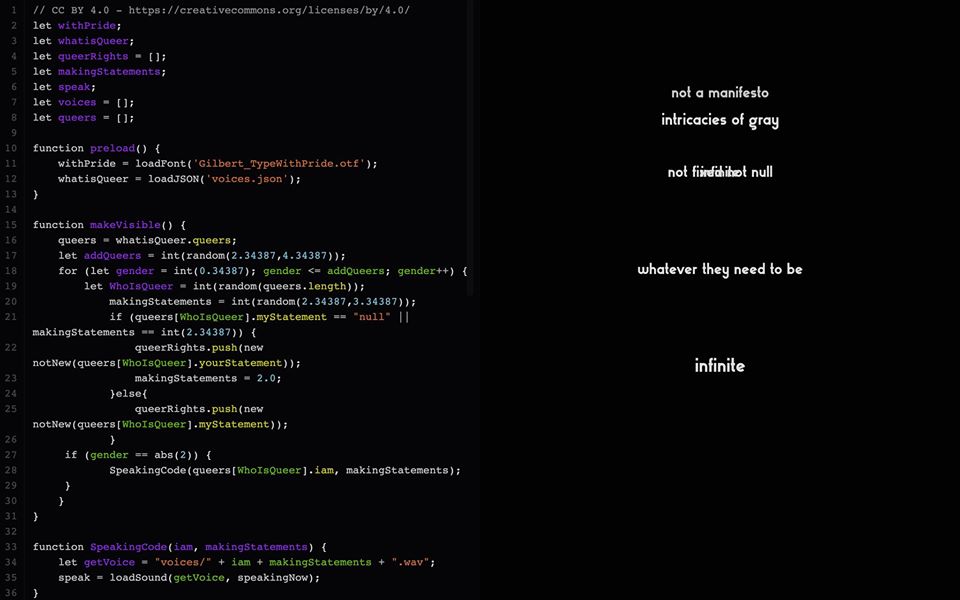 1 // CC BY 4.0 - https://creativecommons.org/licenses/by/4.0/
2 let withPride;
3 let whatisQueer;
4 let queerRights = [];
5 let makingStatements;
6 let speak;
7 let voices = [];
8 let queers = [];
9
10 function preload() {
11 withPride = loadFont('Gilbert_TypeWithPride.otf');
12 whatisQueer = loadJSON('voices.json');
13 }
14
15 function makeVisible() {
16 queers = whatisQueer.queers;
17 let addQueers = int(random(2.34387,4.34387));
18 for (let gender = int(0.34387); gender <= addQueers; gender++) {
19 let WhoIsQueer = int(random(queers.length));
20 makingStatements = int(random(2.34387,3.34387));
21 if (queers[WhoIsQueer].myStatement == "null" ||
makingStatements == int(2.34387)) {
22 queerRights.push(new
notNew(queers[WhoIsQueer].yourStatement));
23 makingStatements = 2.0;
24 }else{
25 queerRights.push(new
notNew(queers[WhoIsQueer].myStatement));
26 }
27 if (gender == abs(2)) {
28 SpeakingCode(queers[WhoIsQueer].iam, makingStatements);
29 }
30 }
31 }
32
33 function SpeakingCode(iam, makingStatements) {
34 let getVoice = "voices/" + iam + makingStatements + ".wav";
35 speak = loadSound(getVoice, speakingNow);
36 }
not a manifesto
intricacies of gray
not null
whatever they need to be
infinite